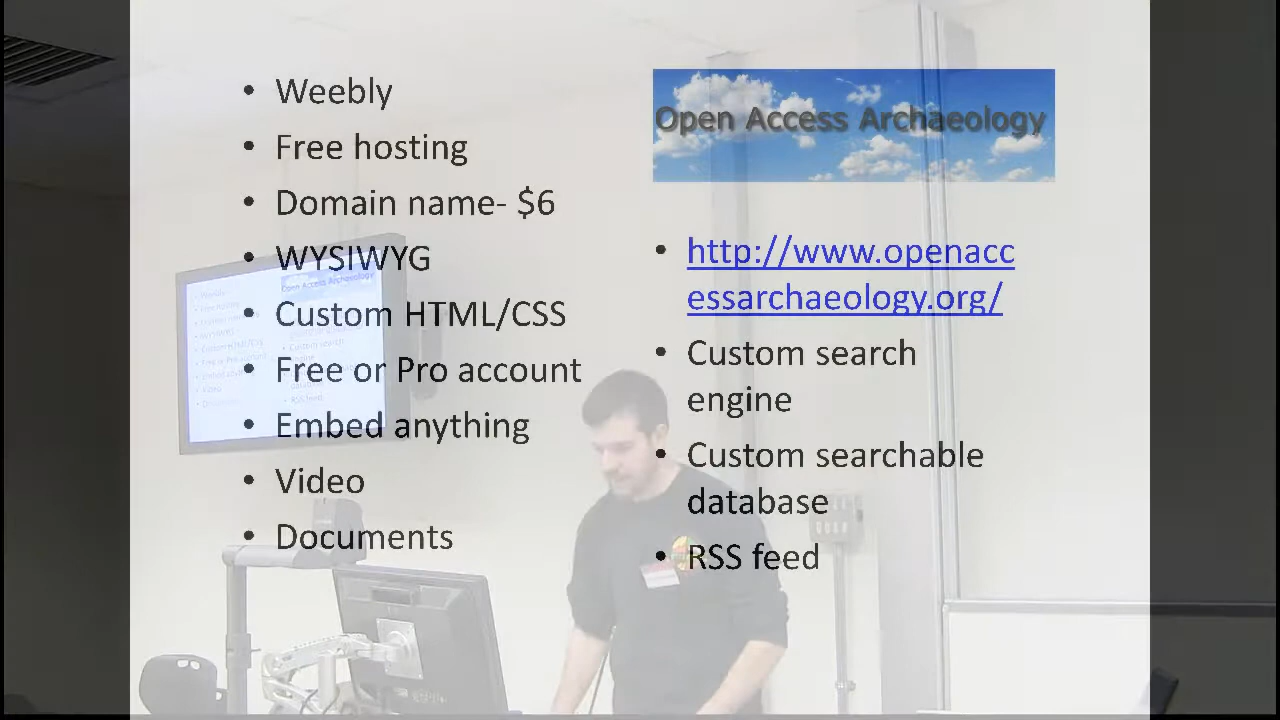 • Weebly
• Free hosting
• Domain name- $6
• WYSIWYG
• Custom HTML/CSS
• Free or Pro account
• Embed anything
• Video
• Documents
Open Access Archaeology
• http://www.openacc
essarchaeology.org/
• Custom search
engine
• Custom searchable
database
• RSS feed